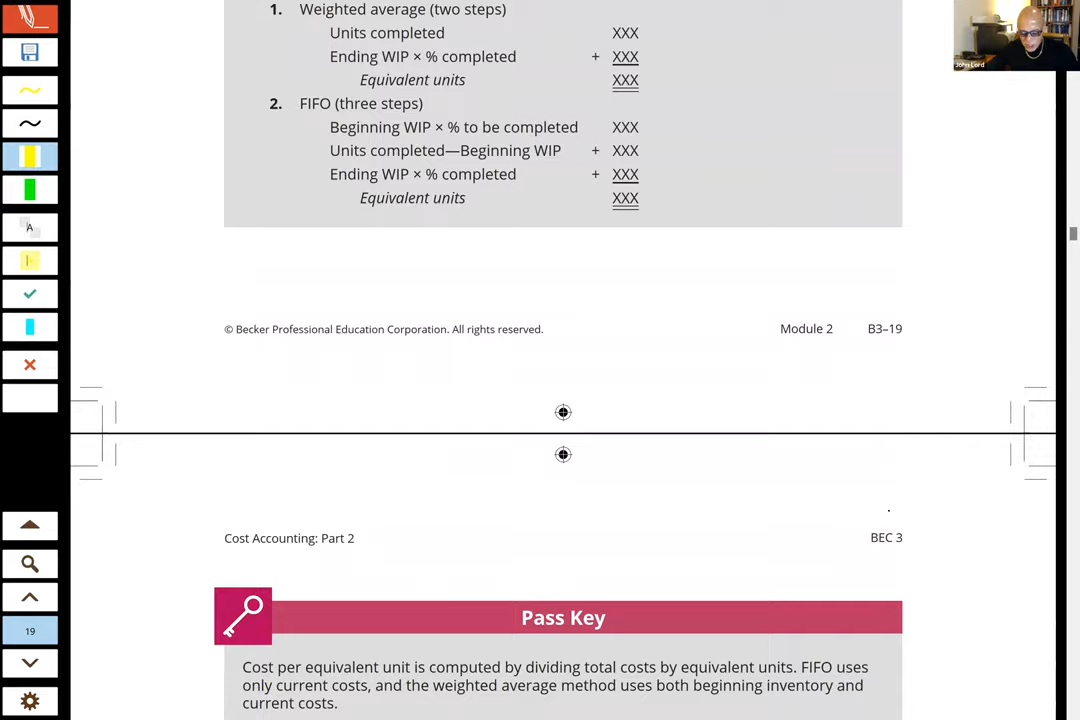 1. Weighted average (two steps)
Units completed XXX
Ending WIP × % completed + XXX
Equivalent units XXX
2. FIFO (three steps)
Beginning WIP × % to be completed XXX
Units completed—Beginning WIP + XXX
Ending WIP × % completed + XXX
Equivalent units XXX
© Becker Professional Education Corporation. All rights reserved. Module 2 B3–19
Cost Accounting: Part 2 BEC 3
Pass Key
Cost per equivalent unit is computed by dividing total costs by equivalent units. FIFO uses
only current costs, and the weighted average method uses both beginning inventory and
current costs.
A
19
John Lord